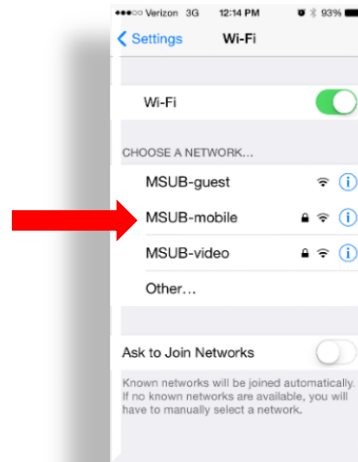 Verizon 3G 12:14 PM 93%
Settings Wi-Fi
Wi-Fi
CHOOSE A NETWORK...
MSUB-guest
MSUB-mobile
MSUB-video
Other...
Ask to Join Networks
Known networks will be joined automatically.
If no known networks are available, you will
have to manually select a network.